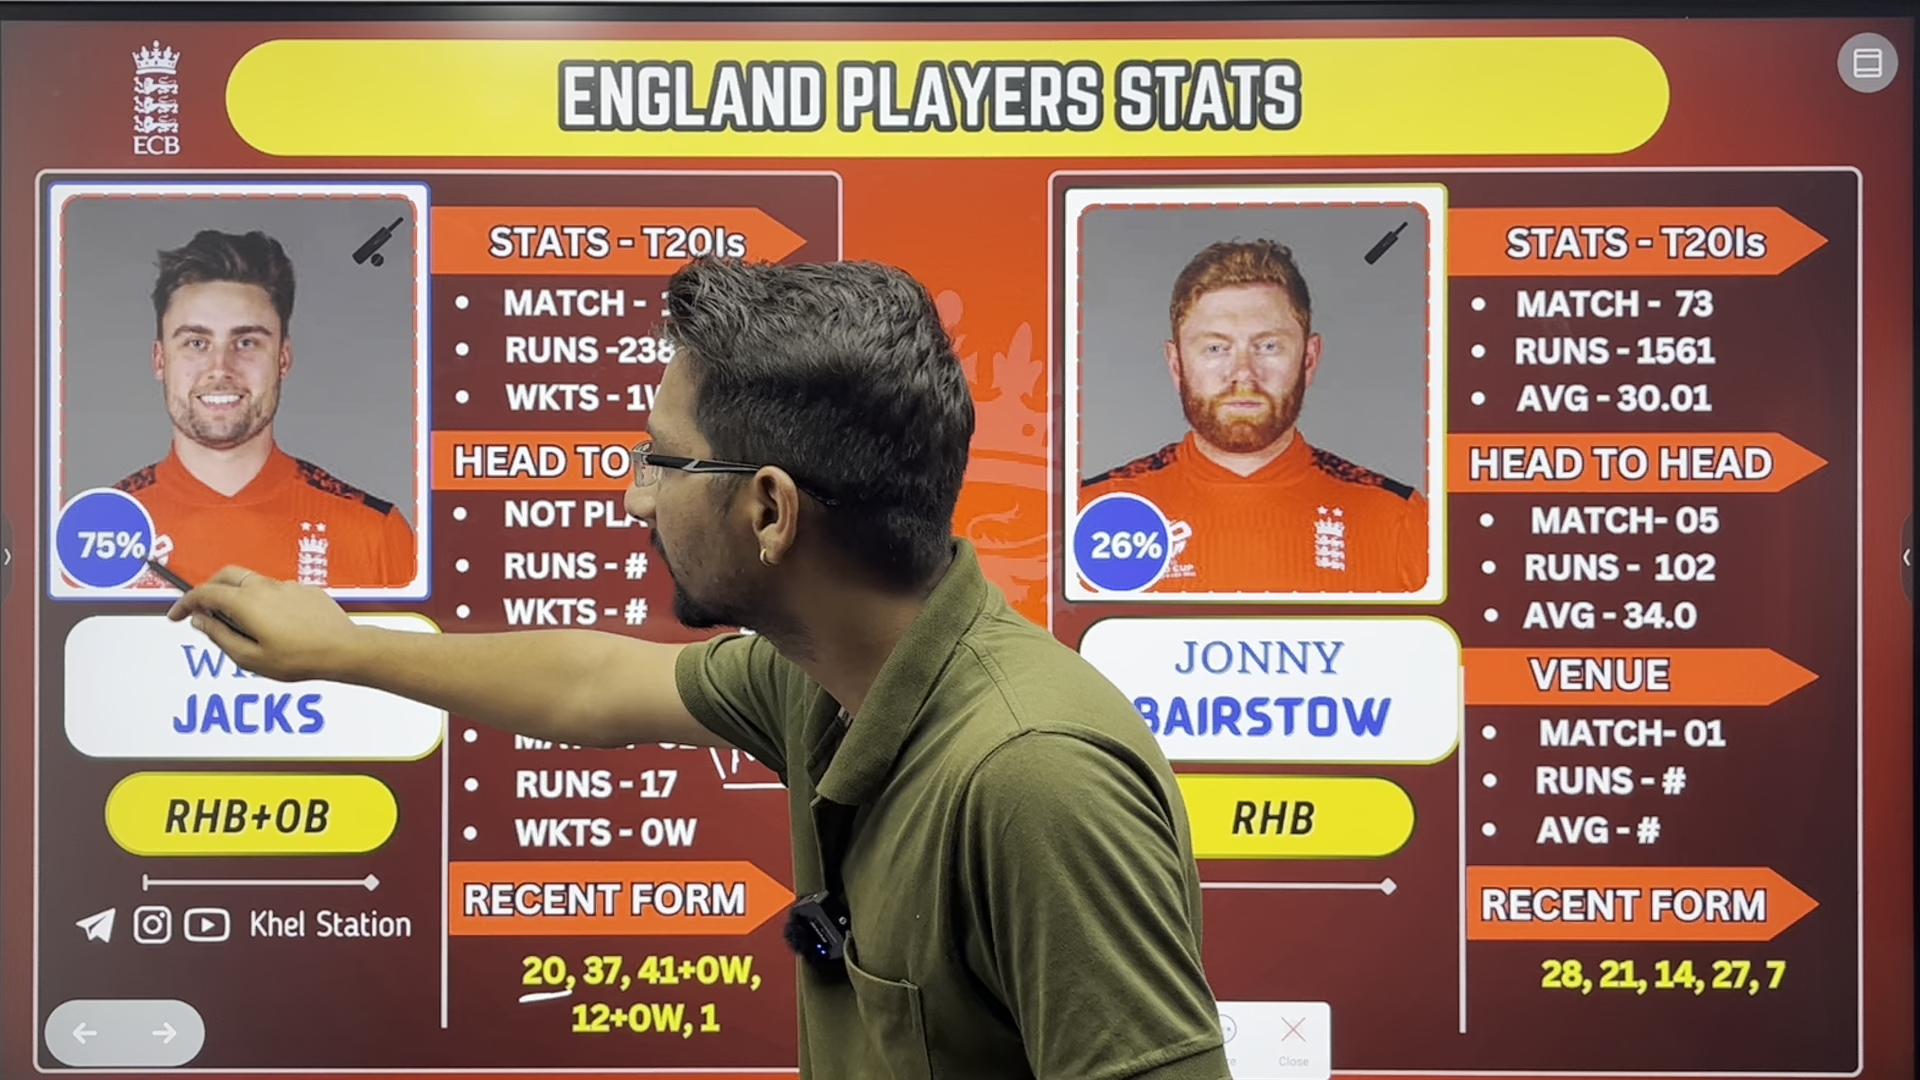 ECB
ENGLAND PLAYERS STATS
75%
JACKS
RHB+OB
Khel Station
STATS - T20Is
MATCH -
RUNS -238
WKTS -
HEAD TO
NOT
RUNS - #
WKTS - #
RUNS - 17
WKTS - 0W
RECENT FORM
20, 37, 41+0W,
12+0W, 1
26%
JONNY
BAIRSTOW
RHB
STATS - T20Is
MATCH - 73
RUNS - 1561
AVG - 30.01
HEAD TO HEAD
MATCH- 05
RUNS - 102
AVG - 34.0
VENUE
MATCH- 01
RUNS - #
AVG - #
RECENT FORM
28, 21, 14, 27, 7
Close